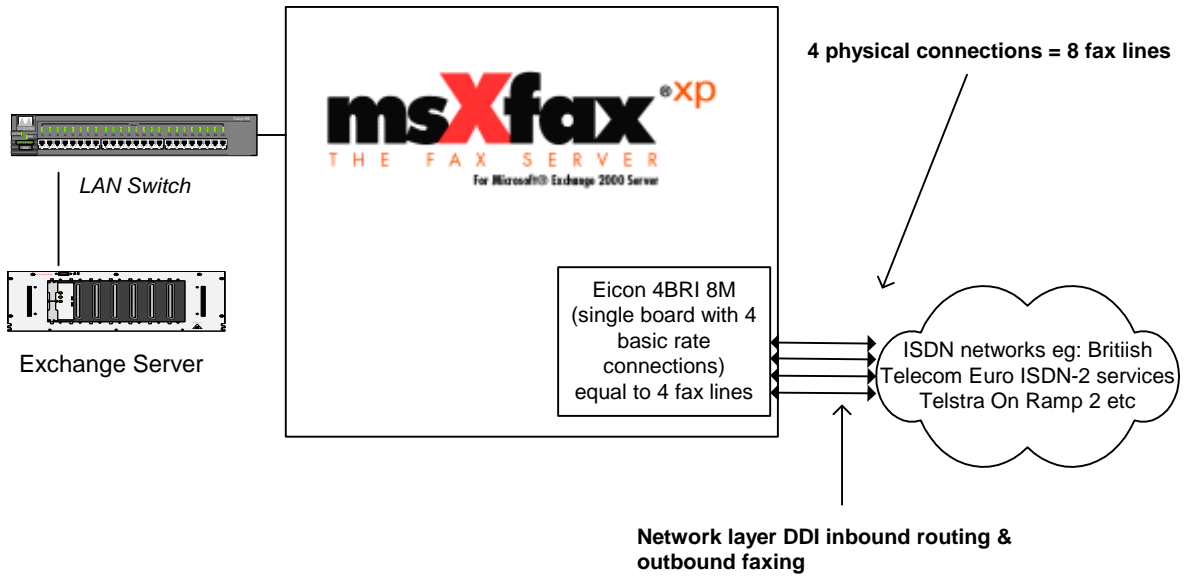 4 physical connections = 8 fax lines
msXfax ® xp
THE FAX SERVER
For Microsoft® Exchange 2000 Server
LAN Switch
Exchange Server
Eicon 4BRI 8M
(single board with 4
basic rate
connections)
equal to 4 fax lines
ISDN networks eg: Britiish
Telecom Euro ISDN-2 services
Telstra On Ramp 2 etc
Network layer DDI inbound routing &
outbound faxing